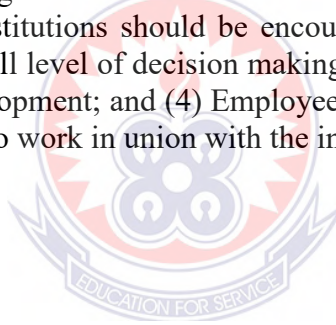 stitutions should be encou
ll level of decision making
opment; and (4) Employee
o work in union with the in
EDUCATION FOR SERVICE